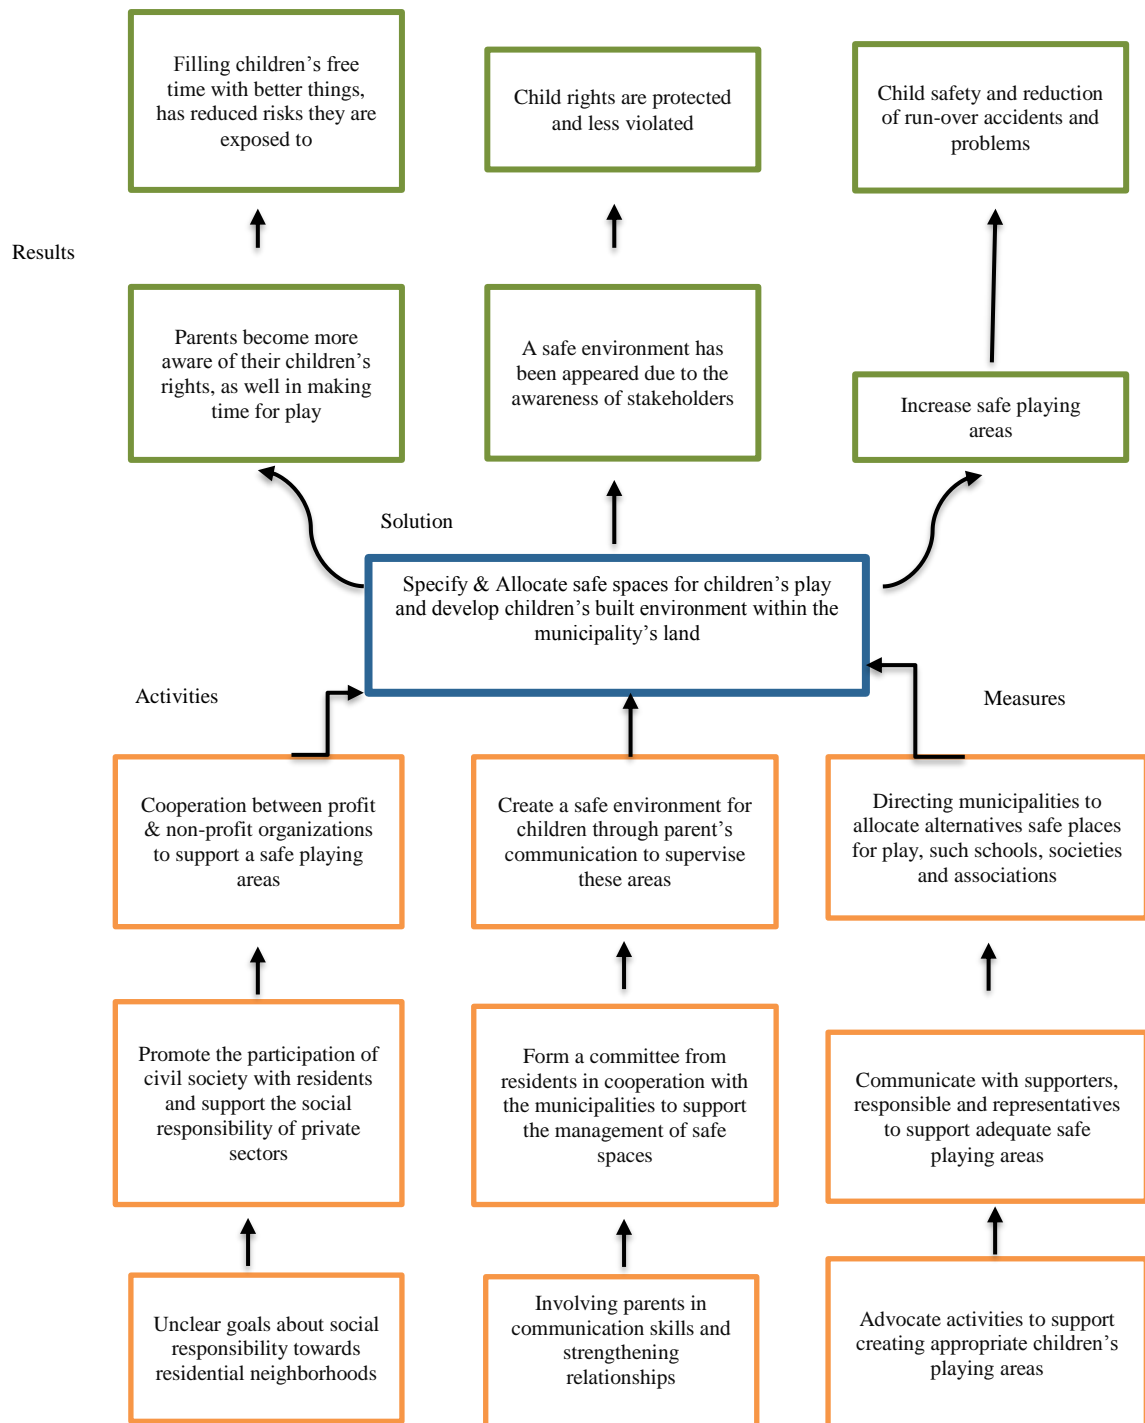 Filling children’s free
time with better things,
has reduced risks they are
exposed to
Child rights are protected
and less violated
Child safety and reduction
of run-over accidents and
problems
Results
Parents become more
aware of their children’s
rights, as well in making
time for play
A safe environment has
been appeared due to the
awareness of stakeholders
Increase safe playing
areas
Solution
Specify & Allocate safe spaces for children’s play
and develop children’s built environment within the
municipality’s land
Activities
Measures
Cooperation between profit
& non-profit organizations
to support a safe playing
areas
Create a safe environment for
children through parent’s
communication to supervise
these areas
Directing municipalities to
allocate alternatives safe places
for play, such schools, societies
and associations
Promote the participation of
civil society with residents
and support the social
responsibility of private
sectors
Form a committee from
residents in cooperation with
the municipalities to support
the management of safe
spaces
Communicate with supporters,
responsible and representatives
to support adequate safe
playing areas
Unclear goals about social
responsibility towards
residential neighborhoods
Involving parents in
communication skills and
strengthening
relationships
Advocate activities to support
creating appropriate children’s
playing areas